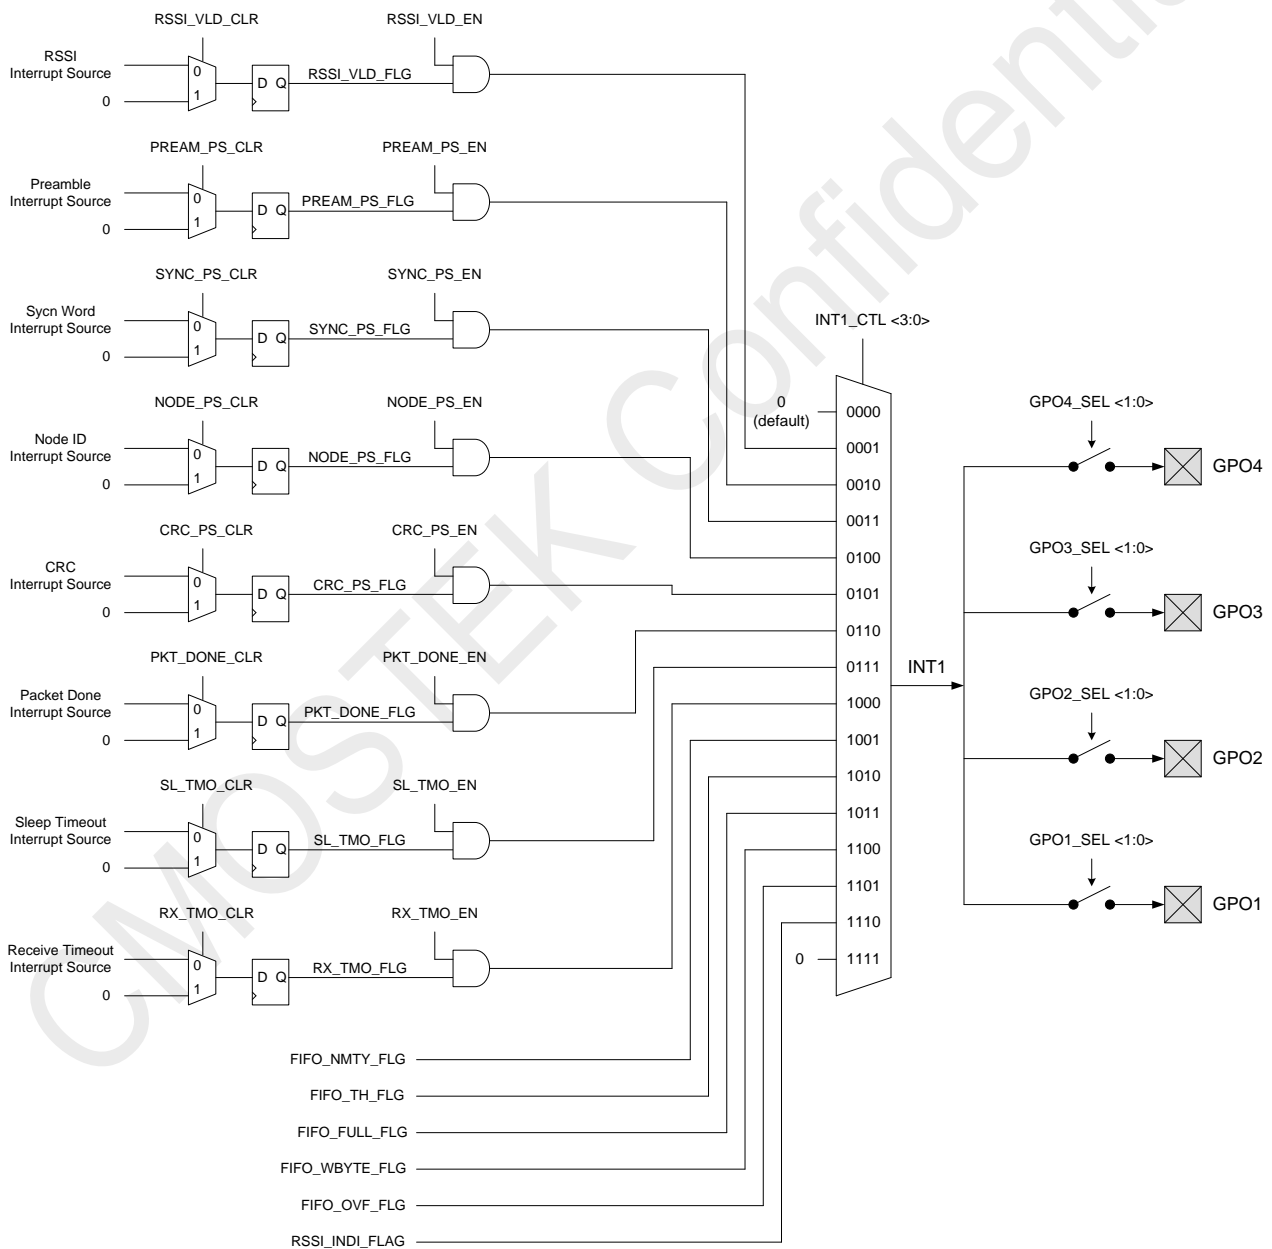 RSSI_VLD_CLR
RSSI_VLD_EN
RSSI
Interrupt Source
0
0
1
D Q
RSSI_VLD_FLG
PREAM_PS_CLR
PREAM_PS_EN
Preamble
Interrupt Source
0
0
1
D Q
PREAM_PS_FLG
SYNC_PS_CLR
SYNC_PS_EN
Sycn Word
Interrupt Source
0
0
1
D Q
SYNC_PS_FLG
NODE_PS_CLR
NODE_PS_EN
Node ID
Interrupt Source
0
0
1
D Q
NODE_PS_FLG
CRC_PS_CLR
CRC_PS_EN
CRC
Interrupt Source
0
0
1
D Q
CRC_PS_FLG
PKT_DONE_CLR
PKT_DONE_EN
Packet Done
Interrupt Source
0
0
1
D Q
PKT_DONE_FLG
SL_TMO_CLR
SL_TMO_EN
Sleep Timeout
Interrupt Source
0
0
1
D Q
SL_TMO_FLG
RX_TMO_CLR
RX_TMO_EN
Receive Timeout
Interrupt Source
0
0
1
D Q
RX_TMO_FLG
FIFO_NMTY_FLG
FIFO_TH_FLG
FIFO_FULL_FLG
FIFO_WBYTE_FLG
FIFO_OVF_FLG
RSSI_INDI_FLAG
INT1_CTL <3:0>
0
(default)
0000
0001
0010
0011
0100
0101
0110
0111
1000
1001
1010
1011
1100
1101
1110
0
1111
INT1
GPO4_SEL <1:0>
GPO4
GPO3_SEL <1:0>
GPO3
GPO2_SEL <1:0>
GPO2
GPO1_SEL <1:0>
GPO1
CMOSTEK Confidenti